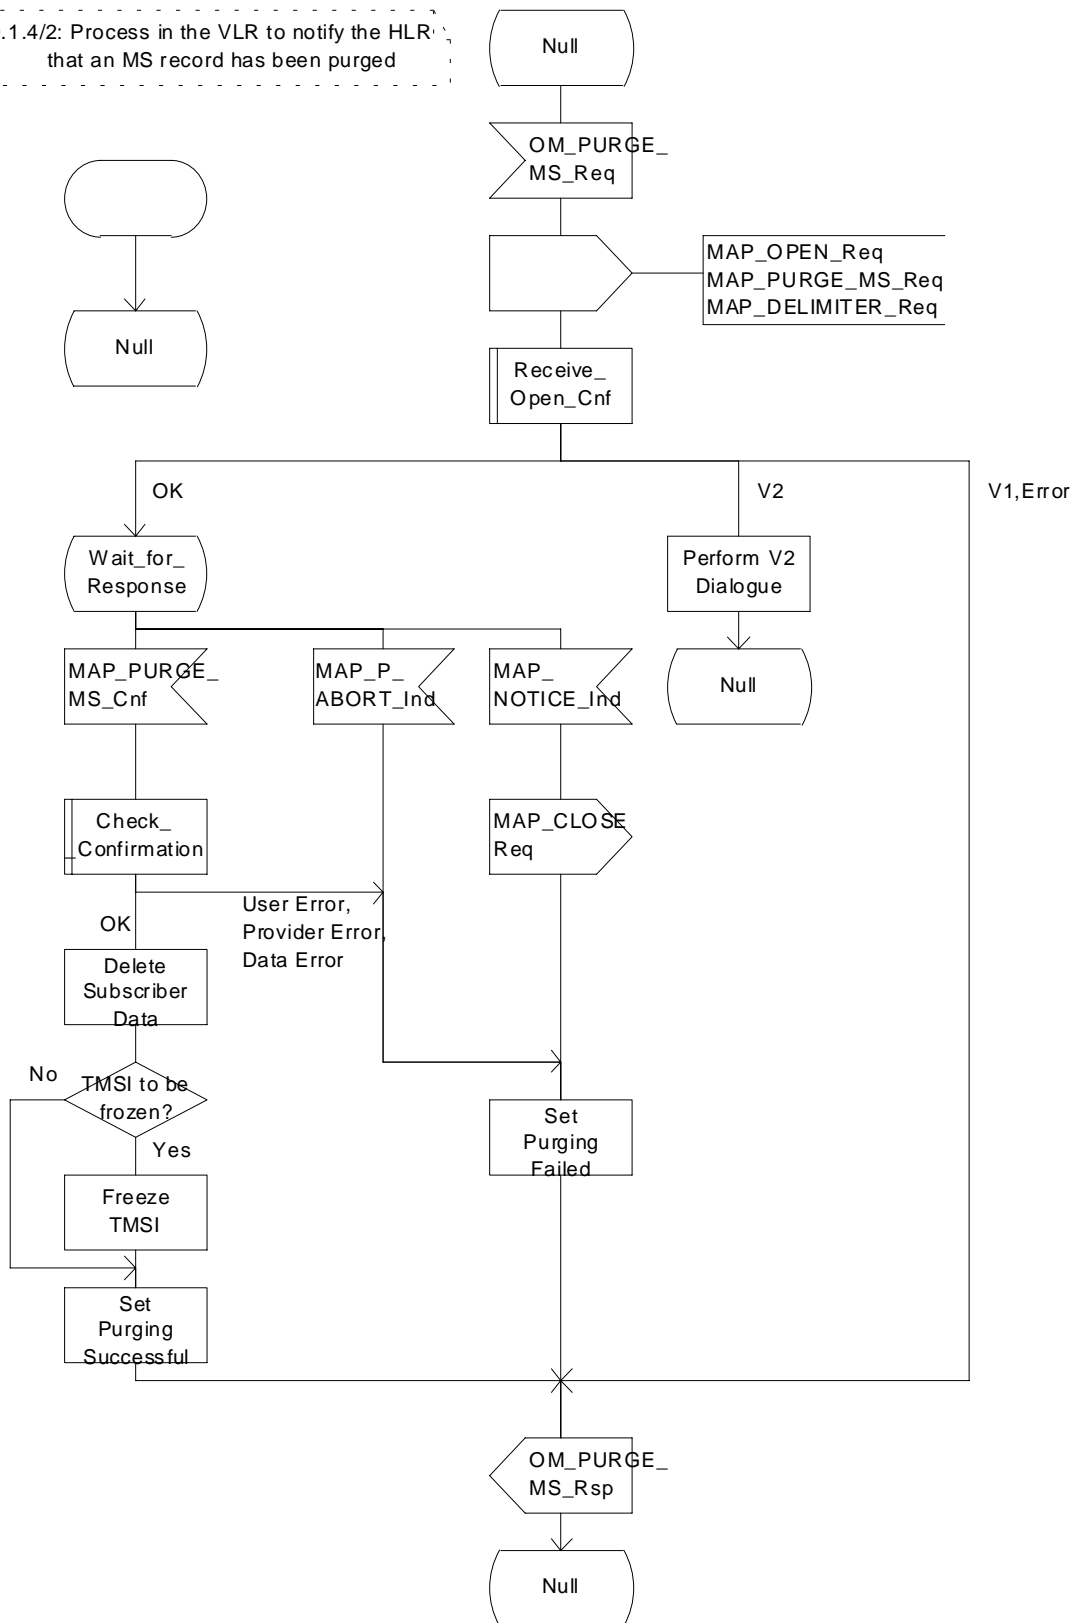 .1.4/2: Process in the VLR to notify the HLR
that an MS record has been purged
Null
OM_PURGE_
MS_Req
MAP_OPEN_Req
MAP_PURGE_MS_Req
MAP_DELIMITER_Req
Null
Receive_
Open_Cnf
OK
V2
V1,Error
Wait_for_
Response
Perform V2
Dialogue
MAP_PURGE_
MS_Cnf
MAP_P_
ABORT_Ind
MAP_
NOTICE_Ind
Null
Check_
Confirmation
MAP_CLOSE_
Req
User Error,
Provider Error,
Data Error
OK
Delete
Subscriber
Data
No
TMSI to be
frozen?
Yes
Set
Purging
Failed
Freeze
TMSI
Set
Purging
Successful
OM_PURGE_
MS_Rsp
Null